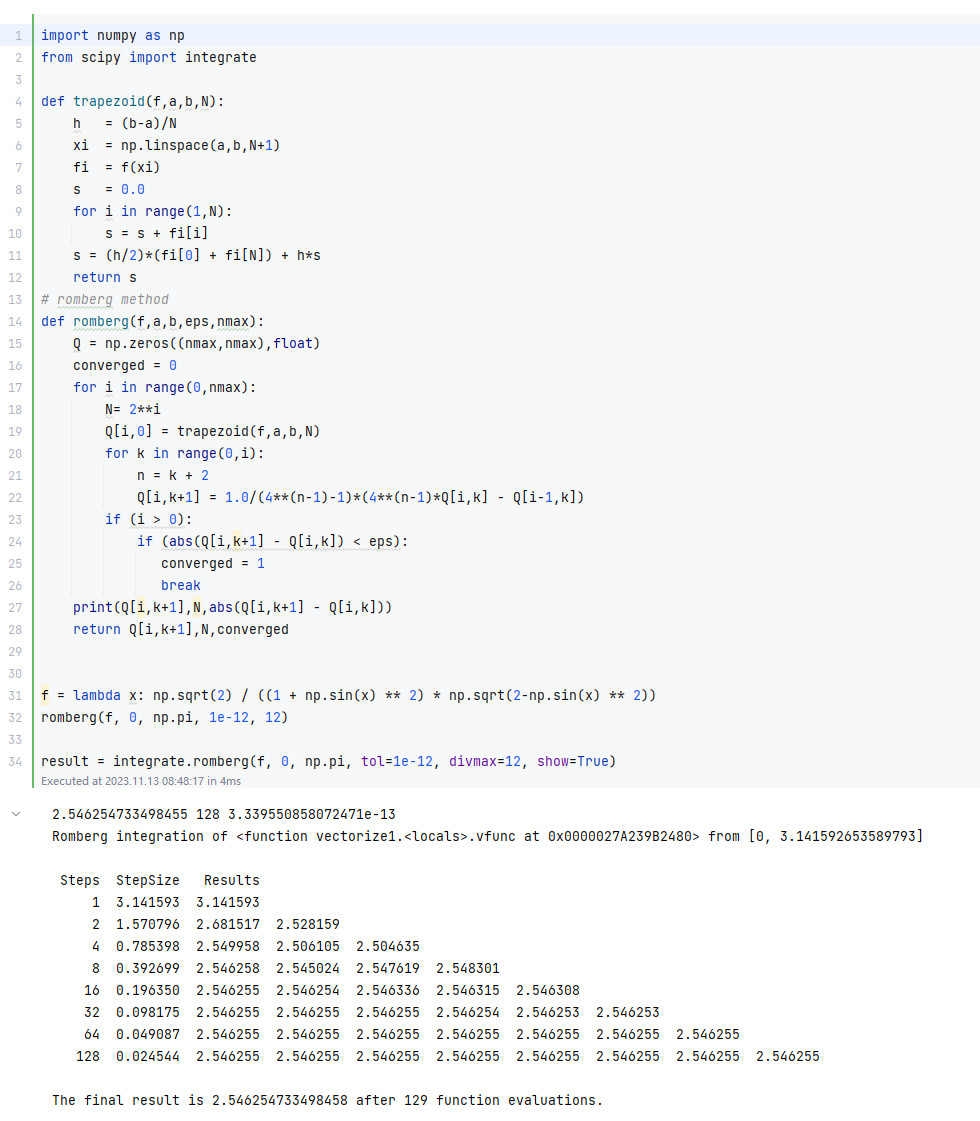 1 import numpy as np
2 from scipy import integrate
3
4 def trapezoid(f,a,b,N):
5     h   = (b-a)/N
6     xi  = np.linspace(a,b,N+1)
7     fi  = f(xi)
8     s   = 0.0
9     for i in range(1,N):
10         s = s + fi[i]
11     s = (h/2)*(fi[0] + fi[N]) + h*s
12     return s
13 # romberg method
14 def romberg(f,a,b,eps,nmax):
15     Q = np.zeros((nmax,nmax),float)
16     converged = 0
17     for i in range(0,nmax):
18         N= 2**i
19         Q[i,0] = trapezoid(f,a,b,N)
20         for k in range(0,i):
21             n = k + 2
22             Q[i,k+1] = 1.0/(4**(n-1)-1)*(4**(n-1)*Q[i,k] - Q[i-1,k])
23         if (i > 0):
24             if (abs(Q[i,k+1] - Q[i,k]) < eps):
25                converged = 1
26                break
27     print(Q[i,k+1],N,abs(Q[i,k+1] - Q[i,k]))
28     return Q[i,k+1],N,converged
29
30
31 f = lambda x: np.sqrt(2) / ((1 + np.sin(x) ** 2) * np.sqrt(2-np.sin(x) ** 2))
32 romberg(f, 0, np.pi, 1e-12, 12)
33
34 result = integrate.romberg(f, 0, np.pi, tol=1e-12, divmax=12, show=True)
Executed at 2023.11.13 08:48:17 in 4ms
2.546254733498455 128 3.339550858072471e-13
Romberg integration of <function vectorize1.<locals>.vfunc at 0x0000027A239B2480> from [0, 3.141592653589793]
Steps  StepSize   Results
1  3.141593  3.141593
2  1.570796  2.681517  2.528159
4  0.785398  2.549958  2.506105  2.504635
8  0.392699  2.546258  2.545024  2.547619  2.548301
16  0.196350  2.546255  2.546254  2.546336  2.546315  2.546308
32  0.098175  2.546255  2.546255  2.546255  2.546254  2.546253  2.546253
64  0.049087  2.546255  2.546255  2.546255  2.546255  2.546255  2.546255  2.546255
128  0.024544  2.546255  2.546255  2.546255  2.546255  2.546255  2.546255  2.546255  2.546255
The final result is 2.546254733498458 after 129 function evaluations.